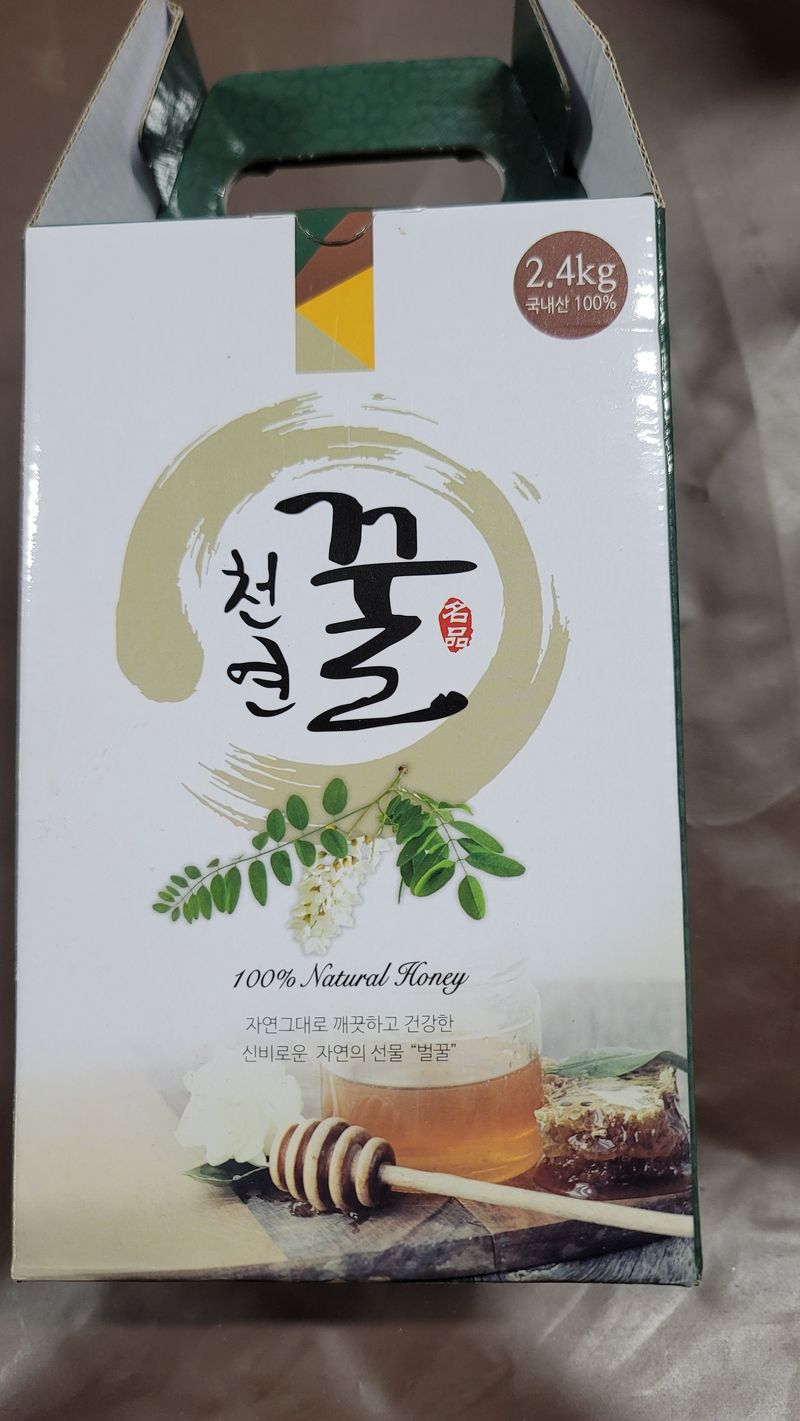 2.4kg
국내산 100%
천연
꿀
名品
100% Natural Honey
자연그대로 깨끗하고 건강한
신비로운 자연의 선물 “벌꿀”